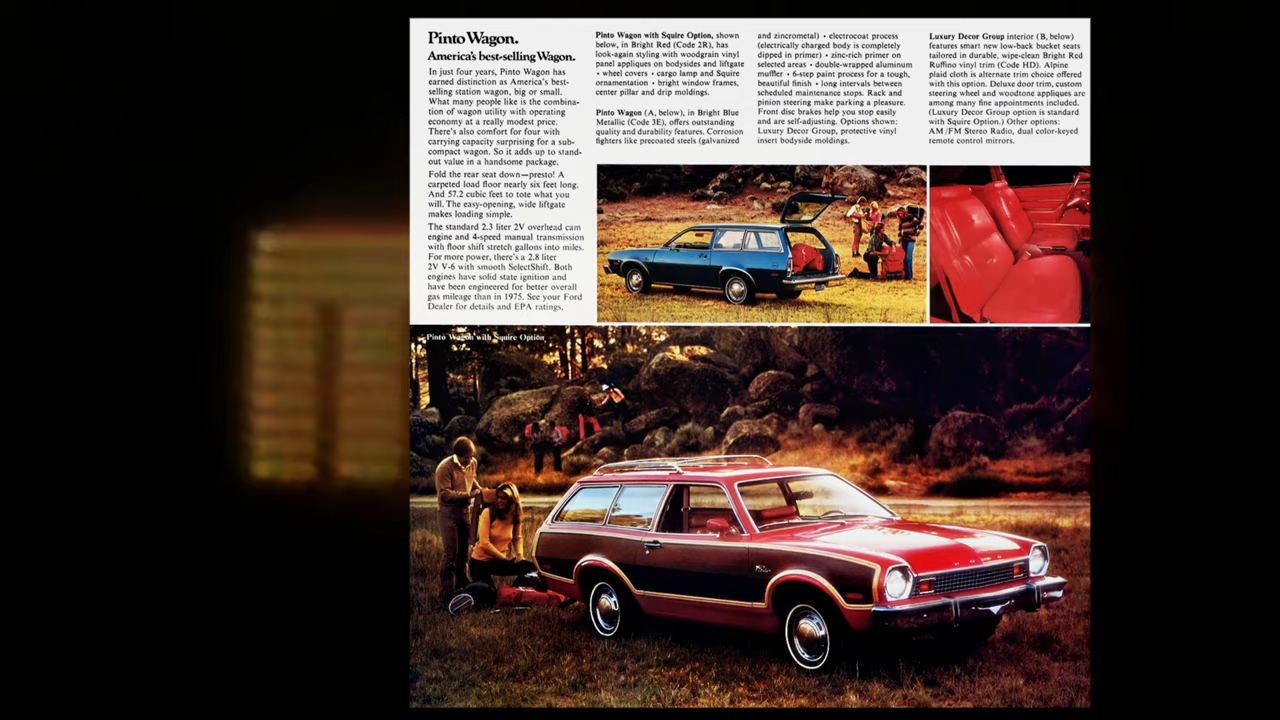 Pinto Wagon.
America's best-selling Wagon.
In just four years, Pinto Wagon has
earned distinction as America's best-
selling station wagon, big or small.
What many people like is the combina-
tion of wagon utility with operating
economy at a really modest price.
There's also comfort for four with
carrying capacity surprising for a sub-
compact wagon. So it adds up to stand-
out value in a handsome package.
Fold the rear seat down—presto! A
carpeted load floor nearly six feet long.
And 57.2 cubic feet to tote what you
will. The easy-opening, wide liftgate
makes loading simple.
The standard 2.3 liter 2V overhead cam
engine and 4-speed manual transmission
with floor shift stretch gallons into miles.
For more power, there's a 2.8 liter
2V V-6 with smooth SelectShift. Both
engines have solid state ignition and
have been engineered for better overall
gas mileage than in 1975. See your Ford
Dealer for details and EPA ratings.
Pinto Wagon with Squire Option, shown
below, in Bright Red (Code 2R), has
look-again styling with woodgrain vinyl
panel appliques on bodysides and liftgate
• wheel covers • cargo lamp and Squire
ornamentation • bright window frames,
center pillar and drip moldings.
Pinto Wagon (A, below), in Bright Blue
Metallic (Code 3E), offers outstanding
quality and durability features. Corrosion
fighters like precoated steels (galvanized
and zincrometal) • electrocoat process
(electrically charged body is completely
dipped in primer) • zinc-rich primer on
selected areas • double-wrapped aluminum
muffler • 6-step paint process for a tough,
beautiful finish • long intervals between
scheduled maintenance stops. Rack and
pinion steering make parking a pleasure.
Front disc brakes help you stop easily
and are self-adjusting. Options shown:
Luxury Decor Group, protective vinyl
insert bodyside moldings.
Luxury Decor Group interior (B, below)
features smart new low-back bucket seats
tailored in durable, wipe-clean Bright Red
Ruffino vinyl trim (Code HD). Alpine
plaid cloth is alternate trim choice offered
with this option. Deluxe door trim, custom
steering wheel and woodtone appliques are
among many fine appointments included.
(Luxury Decor Group option is standard
with Squire Option.) Other options:
AM/FM Stereo Radio, dual color-keyed
remote control mirrors.
Pinto Wagon with Squire Option
FORD